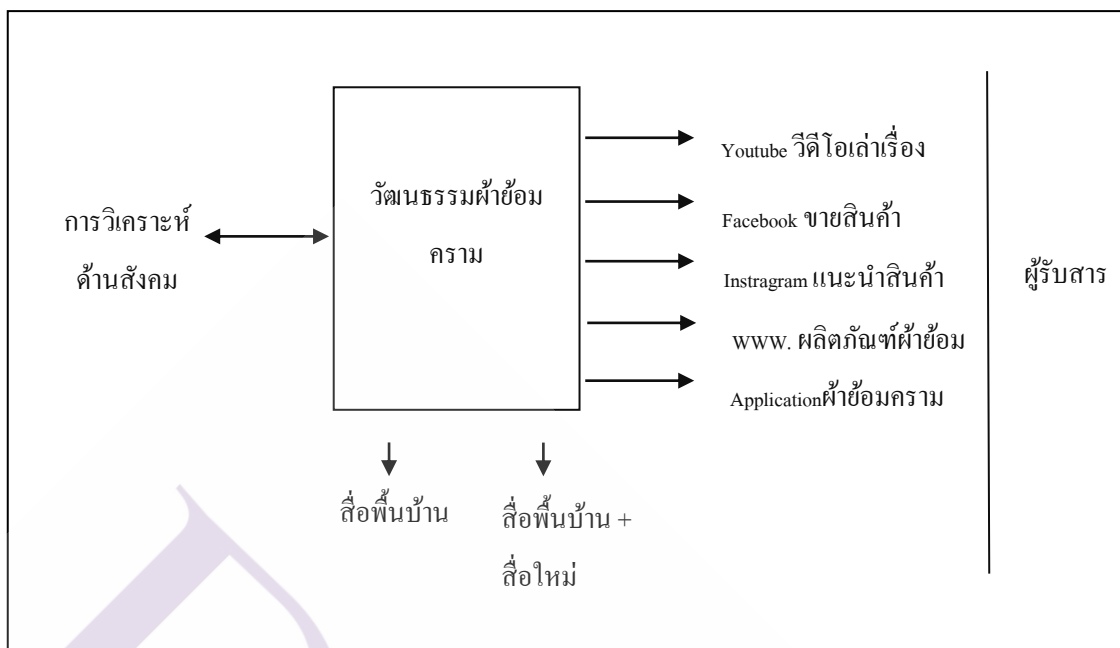 การวิเคราะห์
ด้านสังคม
วัฒนธรรมผ้าย้อม
คราม
Youtube วีดีโอเล่าเรื่อง
Facebook ขายสินค้า
Instragram แนะนำสินค้า
WWW. ผลิตภัณฑ์ผ้าย้อม
Applicationผ้าย้อมคราม
ผู้รับสาร
สื่อพื้นบ้าน
สื่อพื้นบ้าน +
สื่อใหม่